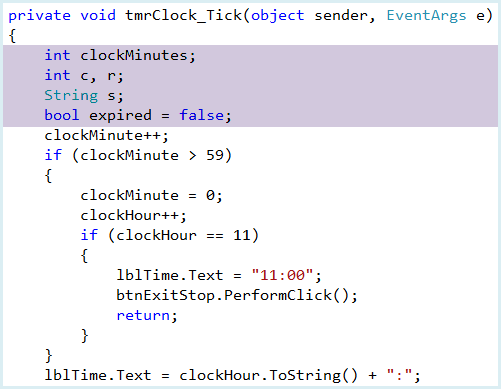 private void tmrClock_Tick(object sender, EventArgs e)
{
    int clockMinutes;
    int c, r;
    String s;
    bool expired = false;
    clockMinute++;
    if (clockMinute > 59)
    {
        clockMinute = 0;
        clockHour++;
        if (clockHour == 11)
        {
            lblTime.Text = "11:00";
            btnExitStop.PerformClick();
            return;
        }
    }
    lblTime.Text = clockHour.ToString() + ":";